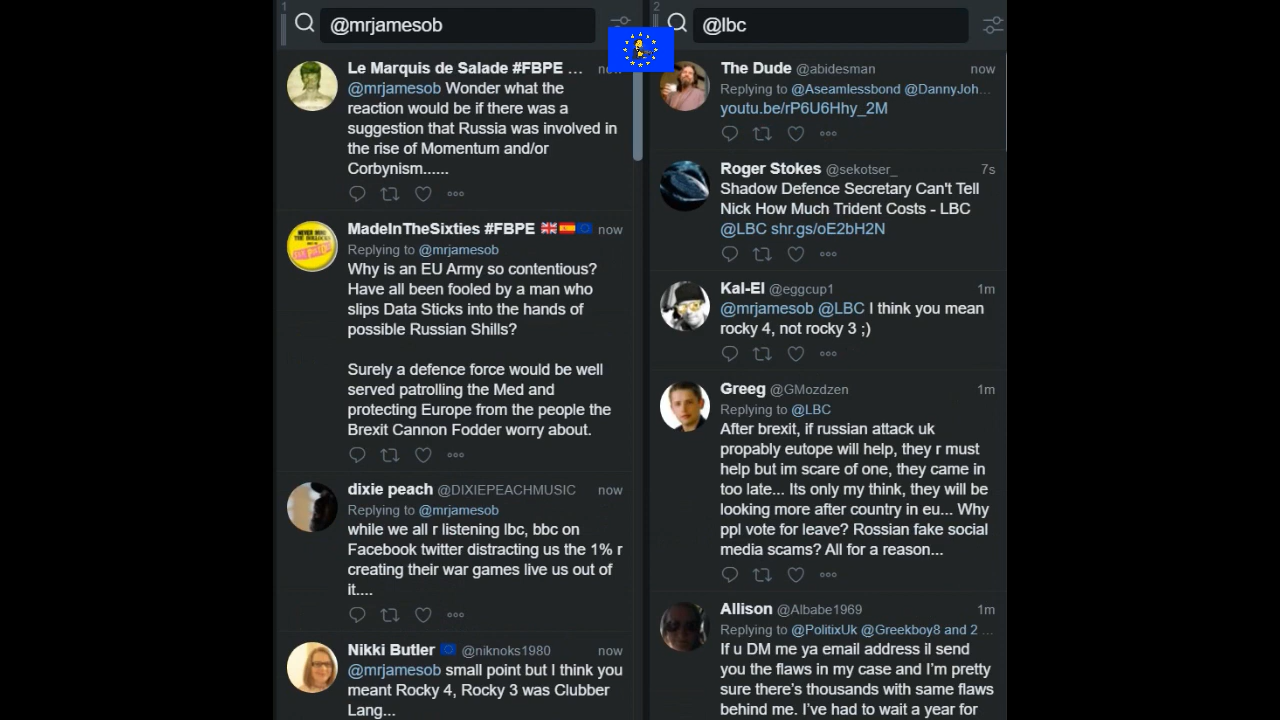 1
@mrjamesob
Le Marquis de Salade #FBPE ... now
@mrjamesob Wonder what the
reaction would be if there was a
suggestion that Russia was involved in
the rise of Momentum and/or
Corbynism......
MadeInTheSixties #FBPE 🇬🇧🇪🇸🇪🇺 now
Replying to @mrjamesob
Why is an EU Army so contentious?
Have all been fooled by a man who
slips Data Sticks into the hands of
possible Russian Shills?
Surely a defence force would be well
served patrolling the Med and
protecting Europe from the people the
Brexit Cannon Fodder worry about.
dixie peach @DIXIEPEACHMUSIC now
Replying to @mrjamesob
while we all r listening lbc, bbc on
Facebook twitter distracting us the 1% r
creating their war games live us out of
it....
Nikki Butler 🇪🇺 @niknoks1980 now
@mrjamesob small point but I think you
meant Rocky 4, Rocky 3 was Clubber
Lang...
2
@lbc
The Dude @abidesman now
Replying to @Aseamlessbond @DannyJoh...
youtu.be/rP6U6Hhy_2M
Roger Stokes @sekotser_ 7s
Shadow Defence Secretary Can't Tell
Nick How Much Trident Costs - LBC
@LBC shr.gs/oE2bH2N
Kal-El @eggcup1 1m
@mrjamesob @LBC I think you mean
rocky 4, not rocky 3 ;)
Greeg @GMozdzen 1m
Replying to @LBC
After brexit, if russian attack uk
propably eutope will help, they r must
help but im scare of one, they came in
too late... Its only my think, they will be
looking more after country in eu... Why
ppl vote for leave? Rossian fake social
media scams? All for a reason...
Allison @Albabe1969 1m
Replying to @PolitixUk @Greekboy8 and 2 ...
If u DM me ya email address il send
you the flaws in my case and I'm pretty
sure there's thousands with same flaws
behind me. I've had to wait a year for